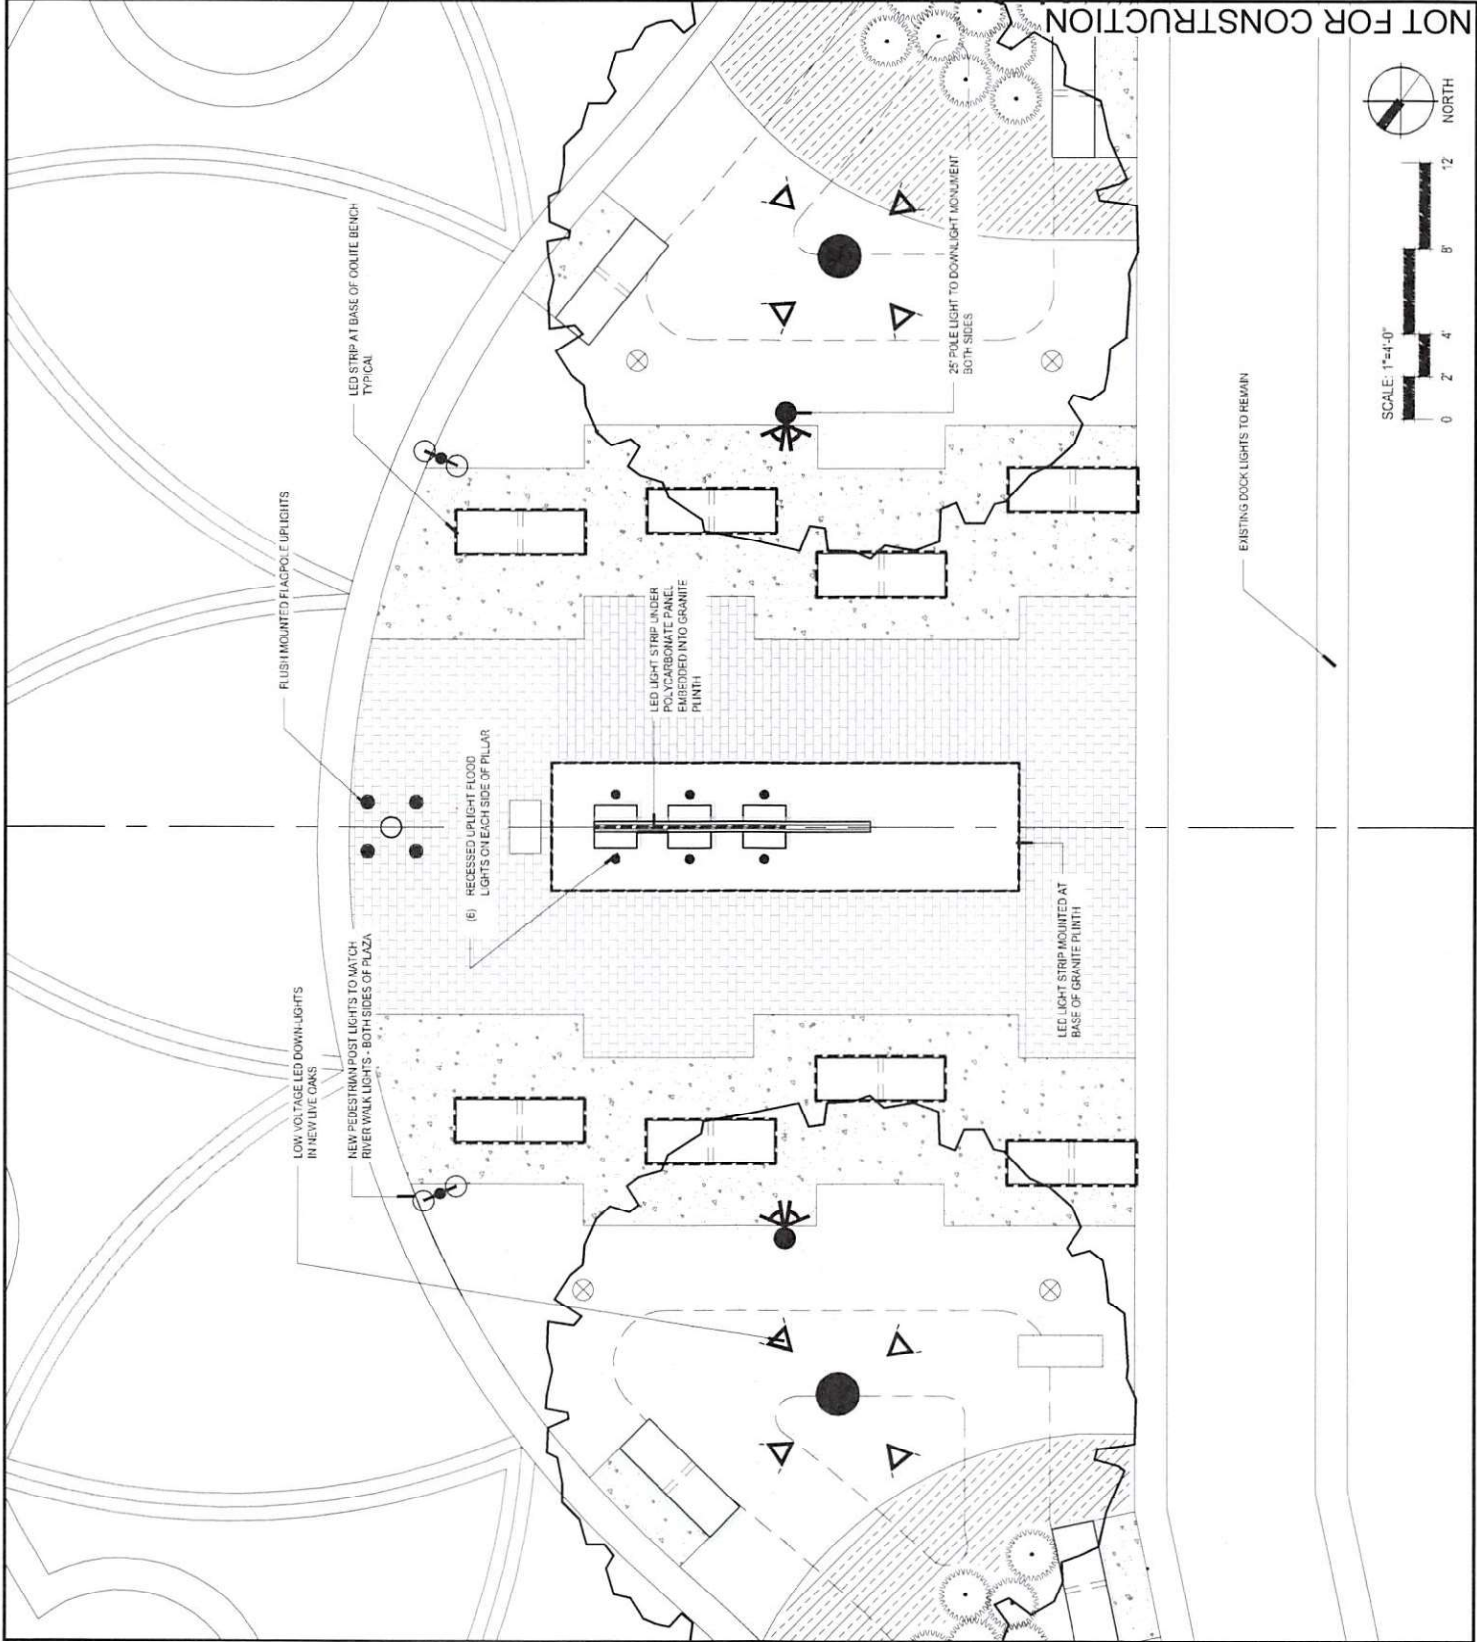 NOT FOR CONSTRUCTION
NORTH
SCALE: 1"=4'-0"
0 2' 4' 8' 12'
LED STRIP AT BASE OF OOLITE BENCH
TYPICAL
FLUSH MOUNTED FLAGPOLE UPLIGHTS
25' POLE LIGHT TO DOWNLIGHT MONUMENT
BOTH SIDES
EXISTING DOCK LIGHTS TO REMAIN
LED LIGHT STRIP UNDER
POLYCARBONATE PANEL
EMBEDDED INTO GRANITE
PLINTH
(6) RECESSED UPLIGHT FLOOD
LIGHTS ON EACH SIDE OF PILLAR
LED LIGHT STRIP MOUNTED AT
BASE OF GRANITE PLINTH
LOW VOLTAGE LED DOWN-LIGHTS
IN NEW LIVE OAKS
NEW PEDESTRIAN POST LIGHTS TO MATCH
RIVER WALK LIGHTS - BOTH SIDES OF PLAZA